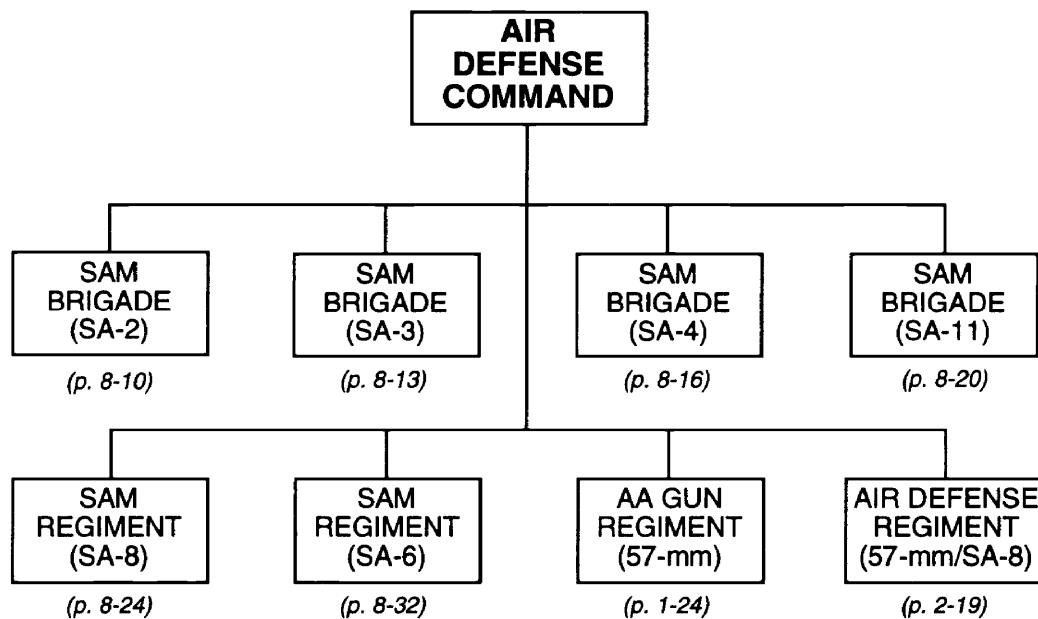 AIR
DEFENSE
COMMAND
SAM
BRIGADE
(SA-2)
(p. 8-10)
SAM
BRIGADE
(SA-3)
(p. 8-13)
SAM
BRIGADE
(SA-4)
(p. 8-16)
SAM
BRIGADE
(SA-11)
(p. 8-20)
SAM
REGIMENT
(SA-8)
(p. 8-24)
SAM
REGIMENT
(SA-6)
(p. 8-32)
AA GUN
REGIMENT
(57-mm)
(p. 1-24)
AIR DEFENSE
REGIMENT
(57-mm/SA-8)
(p. 2-19)